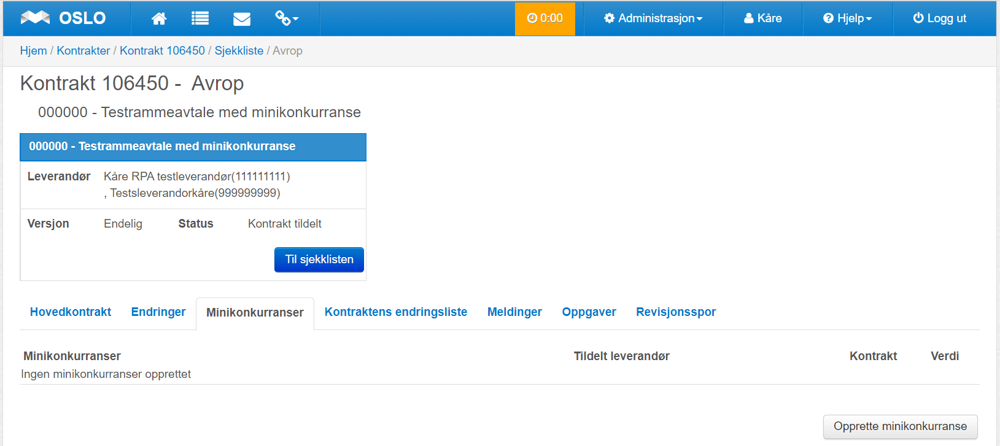 OSLO 0:00 Administrasjon Kåre Hjelp Logg ut
Hjem / Kontrakter / Kontrakt 106450 / Sjekkliste / Avrop
Kontrakt 106450 - Avrop
000000 - Testrammeavtale med minikonkurranse
000000 - Testrammeavtale med minikonkurranse
Leverandør Kåre RPA testleverandør(111111111)
, Testsleverandorkåre(999999999)
Versjon Endelig Status Kontrakt tildelt
Til sjekklisten
Hovedkontrakt Endringer Minikonkurranser Kontraktens endringsliste Meldinger Oppgaver Revisjonsspor
Minikonkurranser Tildelt leverandør Kontrakt Verdi
Ingen minikonkurranser opprettet
Opprette minikonkurranse